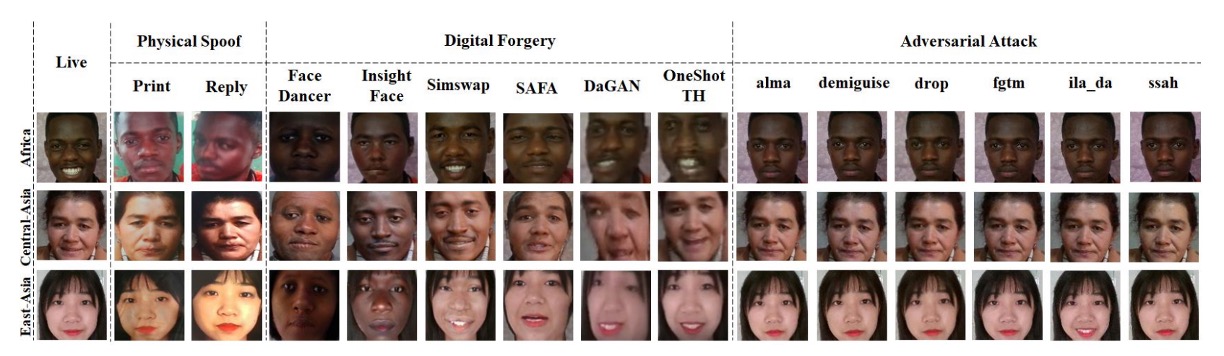 Live
Physical Spoof
Digital Forgery
Adversarial Attack
Print
Reply
Face
Dancer
Insight
Face
Simswap
SAFA
DaGAN
OneShot
TH
alma
demiguise
drop
fgtm
ila_da
ssah
Africa
Central-Asia
East-Asia